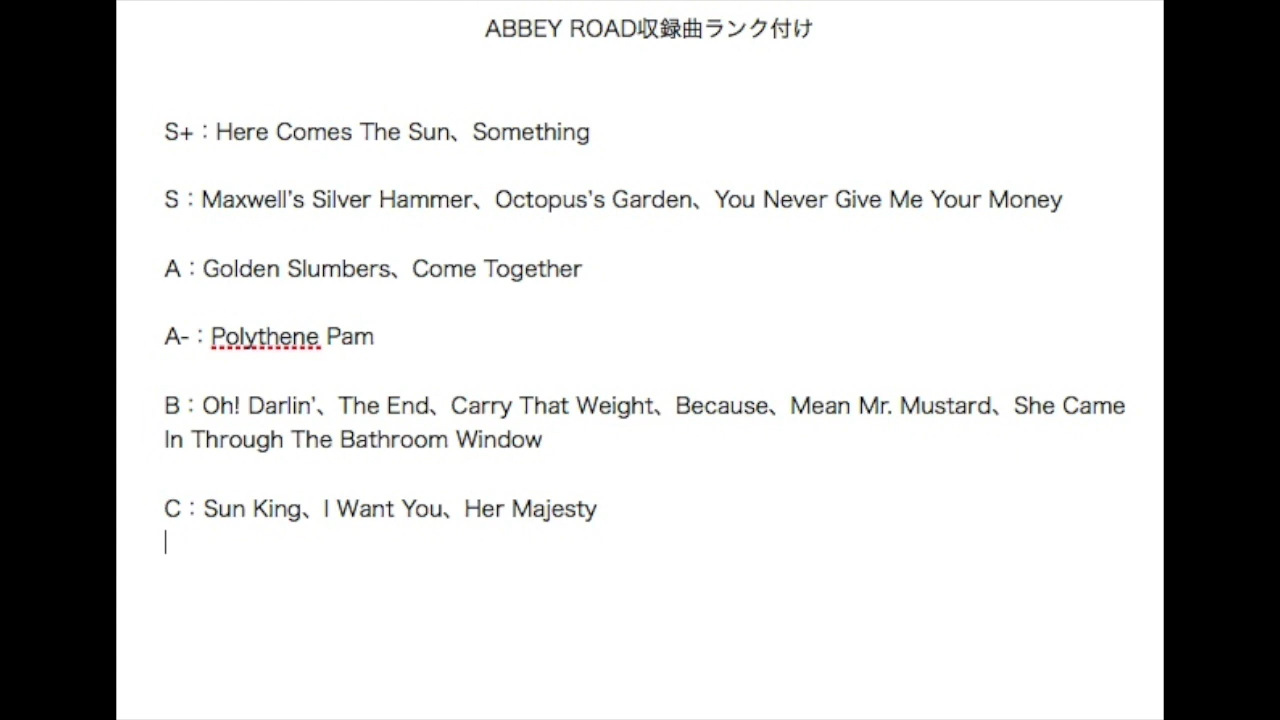 ABBEY ROAD収録曲ランク付け
S+：Here Comes The Sun、Something
S：Maxwell's Silver Hammer、Octopus's Garden、You Never Give Me Your Money
A：Golden Slumbers、Come Together
A-：Polythene Pam
B：Oh! Darlin'、The End、Carry That Weight、Because、Mean Mr. Mustard、She Came
In Through The Bathroom Window
C：Sun King、I Want You、Her Majesty